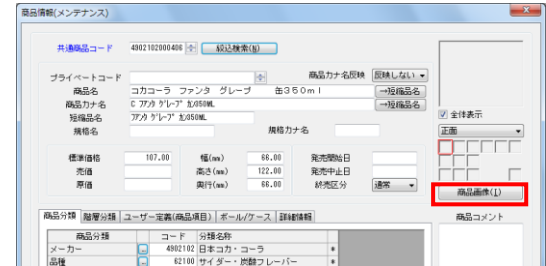 商品情報(メンテナンス)
共通商品コード 4902102000406 絞込検索(N)
プライベートコード 商品カナ名反映 反映しない
商品名 コカコーラ ファンタ グレープ 缶350ml →短縮品名
商品カナ名 C ﾌｧﾝﾀ ｸﾞﾚｰﾌﾟ ｶﾝ350ML →短縮品名
短縮品名 ﾌｧﾝﾀ ｸﾞﾚｰﾌﾟ ｶﾝ350ML
規格名 規格カナ名
全体表示
正面
標準価格 107.00 幅(mm) 66.00 発売開始日
売価 高さ(mm) 122.00 発売中止日
原価 奥行(mm) 66.00 終売区分 通常
商品画像(I)
商品分類 階層分類 ユーザー定義(商品項目) ボール/ケース 詳細情報
商品コメント
商品分類 コード 分類名称
メーカー 4902102 日本コカ・コーラ *
品種 62100 サイダー・炭酸フレーバー *